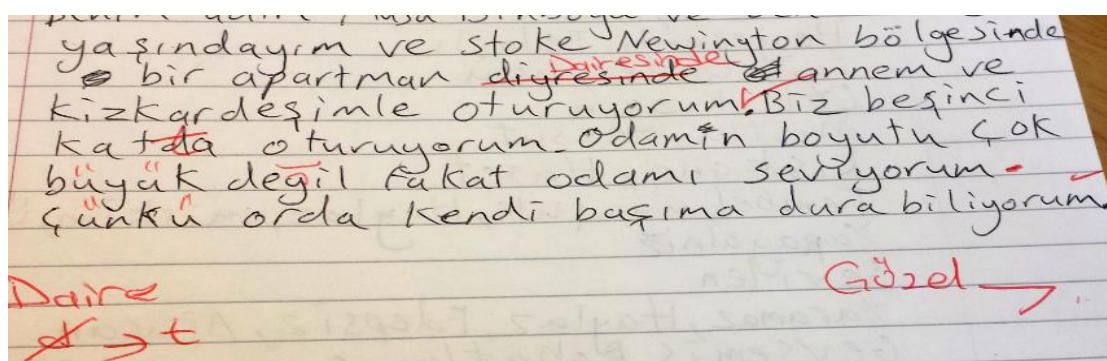 yaşındayım ve Stoke Newington bölgesinde
Dairesinde
bir apartman diyresinde annem ve
kizkardeşimle oturuyorum. Biz beşinci
katda oturuyorum. Odamın boyutu çok
büyük değil fakat odamı seviyorum
çünkü orda kendi başıma dura biliyorum.
Daire
Güzel
d → t